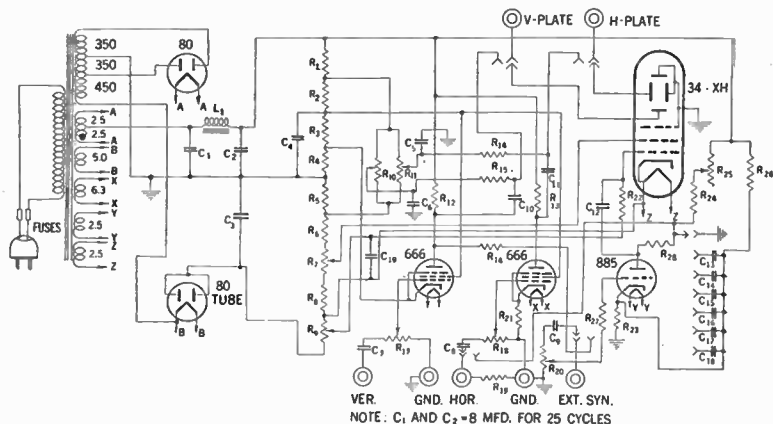 V-PLATE
H-PLATE
350
350
450
80
34-XH
A A
L1
A
2.5
2.5
A
B
5.0
B
X
6.3
X
Y
2.5
Y
Z
2.5
Z
FUSES
C1
C2
C3
C4
80
TUBE
B B
R1
R2
R3
R4
R5
R6
R7
R8
R9
R10
R11
C5
C6
R12
R14
R15
C10
C11
R13
C12
R22
Z Z
R24
R25
R26
C19
R16
R28
666
666
885
X X
Y Y
R21
R27
R23
C13
C14
C15
C16
C17
C18
R17
C8
R18
C9
R20
R19
VER.
GND.
HOR.
GND.
EXT. SYN.
NOTE: C1 AND C2 = 8 MFD. FOR 25 CYCLES